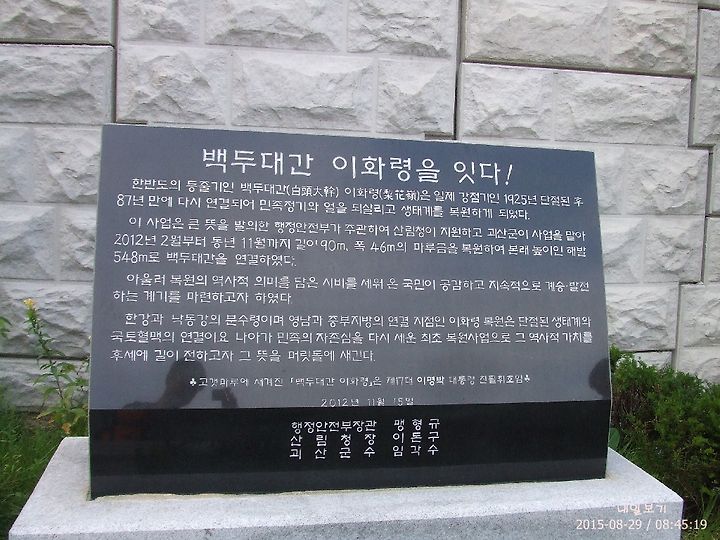 백두대간 이화령을 잇다!
한반도의 등줄기인 백두대간(白頭大幹) 이화령(梨花嶺)은 일제 강점기인 1925년 단절된 후
87년 만에 다시 연결되어 민족정기와 얼을 되살리고 생태계를 복원하게 되었다.
이 사업은 큰 뜻을 발의한 행정안전부가 주관하여 산림청이 지원하고 괴산군이 사업을 맡아
2012년 2월부터 동년 11월까지 길이 90m, 폭 46m의 마루금을 복원하여 본래 높이인 해발
548m로 백두대간을 연결하였다.
아울러 복원의 역사적 의미를 담은 시비를 세워 온 국민이 공감하고 지속적으로 계승·발전
하는 계기를 마련하고자 하였다.
한강과 낙동강의 분수령이며 영남과 중부지방의 연결 지점인 이화령 복원은 단절된 생태계와
국토혈맥의 연결이요 나아가 민족의 자존심을 다시 세운 최초 복원사업으로 그 역사적 가치를
후세에 길이 전하고자 그 뜻을 머릿돌에 새긴다.
♣고갯마루에 새겨진 「백두대간 이화령」은 제17대 이명박 대통령 친필휘호임♣
2012년 11월 15일
행정안전부장관 맹형규
산림청장 이돈구
괴산군수 임각수
내일보기
2015-08-29 / 08:45:19